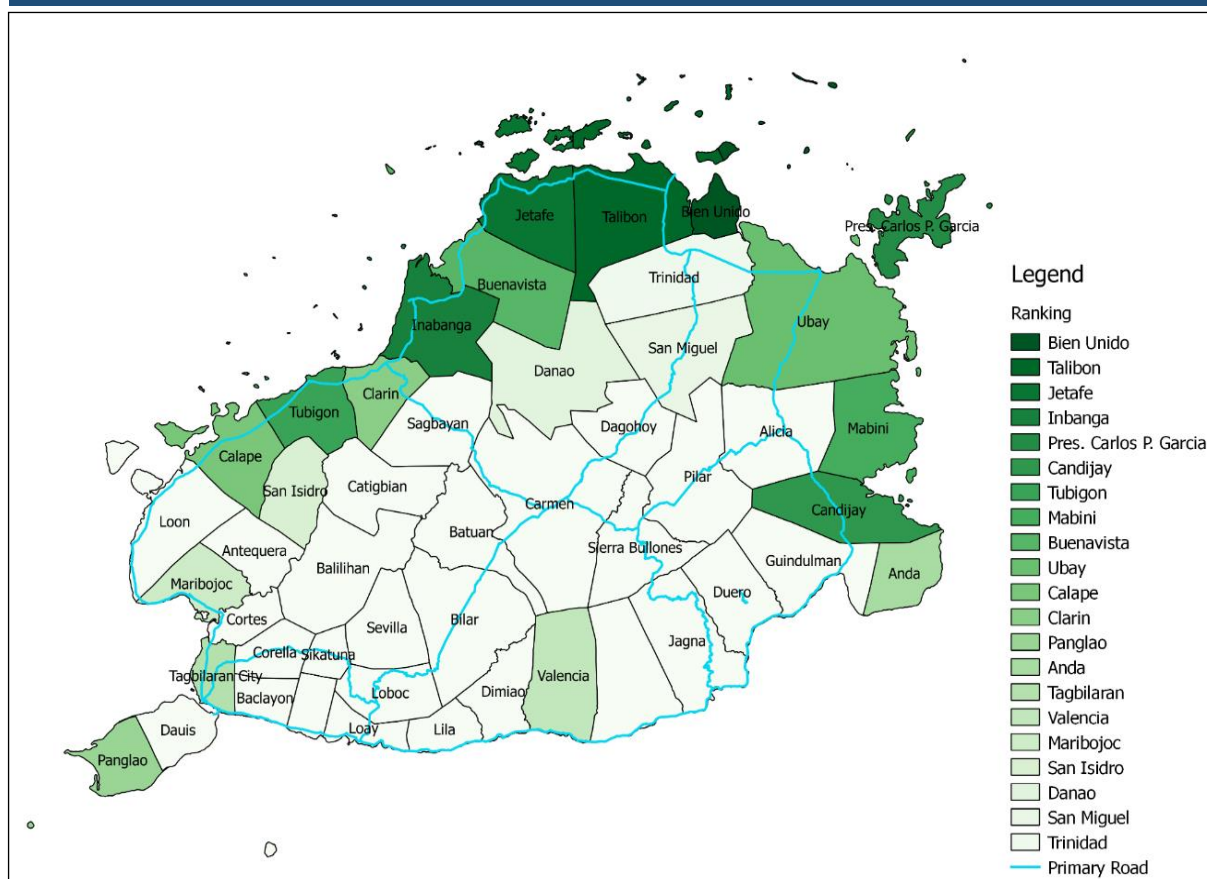 Jetafe
Talibon
Bien Unido
Pres. Carlos P. Garcia
Trinidad
Buenavista
Inabanga
Ubay
San Miguel
Danao
Clarin
Tubigon
Sagbayan
Dagohoy
Alicia
Mabini
Calape
San Isidro
Catigbian
Pilar
Carmen
Candijay
Loon
Batuan
Antequera
Sierra Bullones
Balilihan
Guindulman
Anda
Maribojoc
Duero
Cortes
Sevilla
Bilar
Jagna
Corella
Sikatuna
Tagbilaran City
Valencia
Baclayon
Loboc
Dimiao
Dauis
Loay
Lila
Panglao
Legend
Ranking
Bien Unido
Talibon
Jetafe
Inbanga
Pres. Carlos P. Garcia
Candijay
Tubigon
Mabini
Buenavista
Ubay
Calape
Clarin
Panglao
Anda
Tagbilaran
Valencia
Maribojoc
San Isidro
Danao
San Miguel
Trinidad
Primary Road